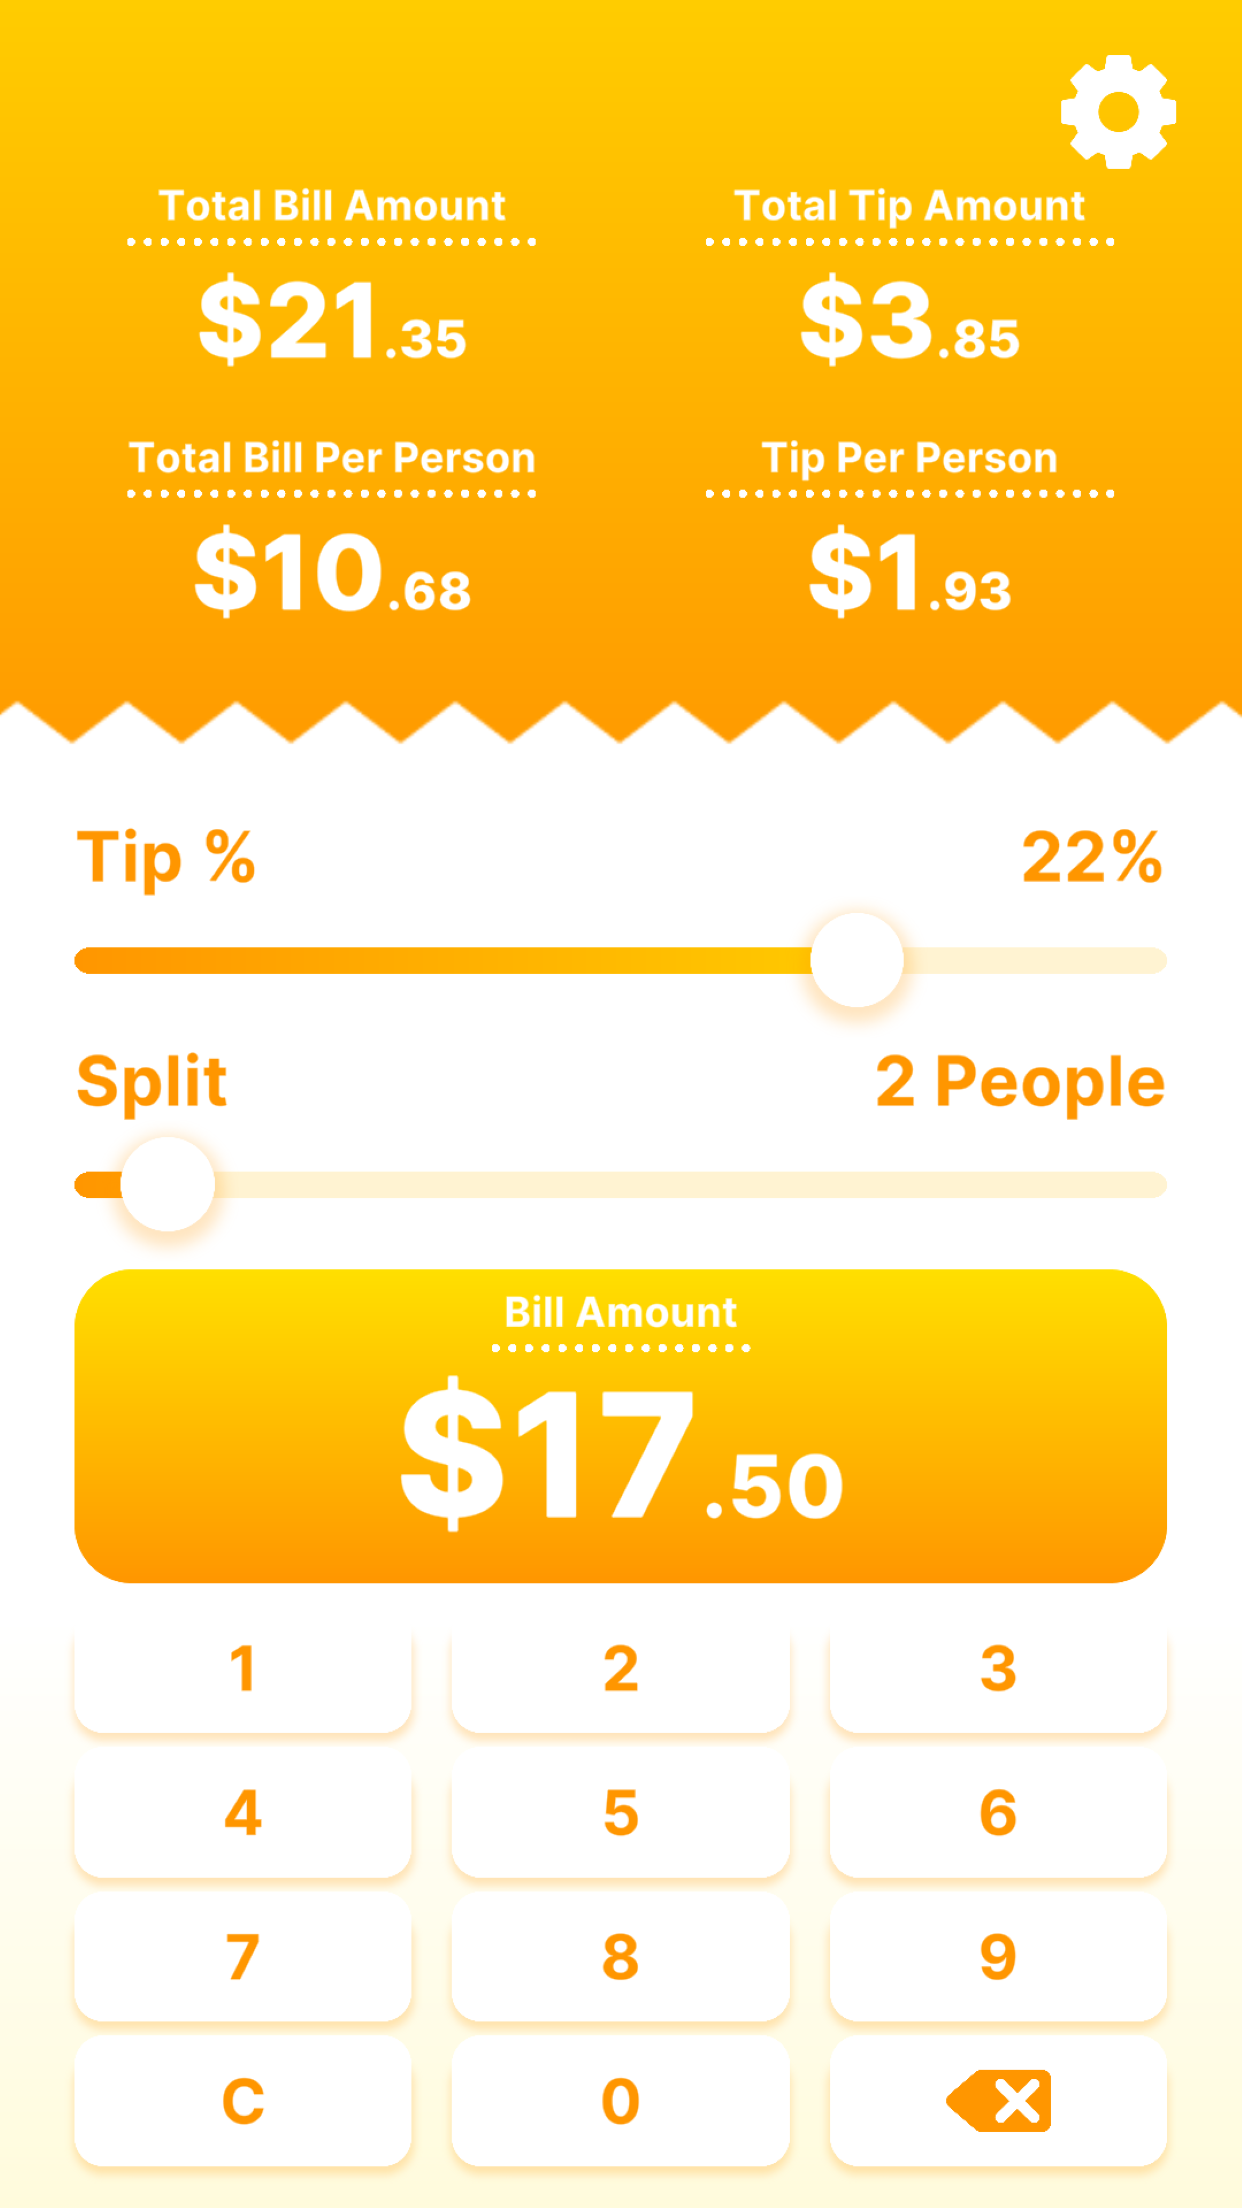 Total Bill Amount
Total Tip Amount
$21.35
$3.85
Total Bill Per Person
Tip Per Person
$10.68
$1.93
Tip %
22%
Split
2 People
Bill Amount
$17.50
1
2
3
4
5
6
7
8
9
C
0